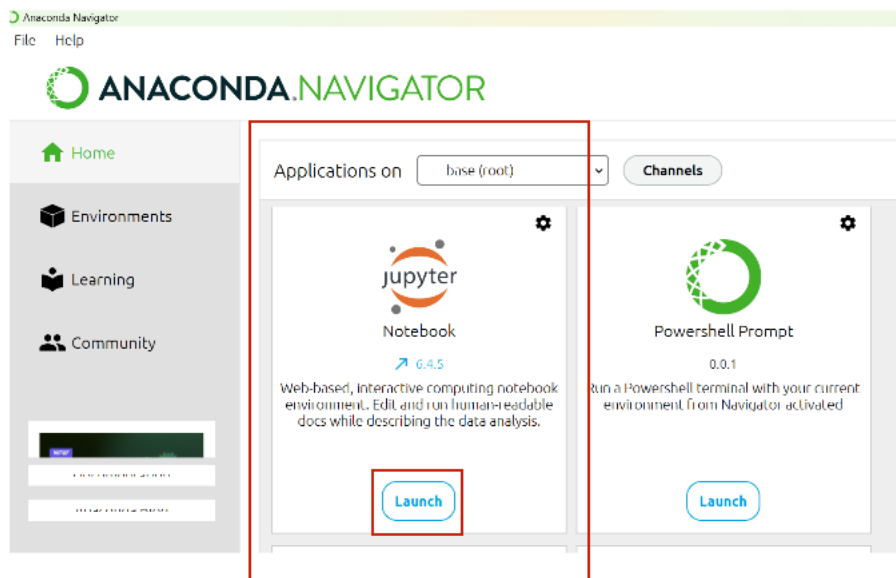 Anaconda Navigator
File Help
ANACONDA.NAVIGATOR
Home
Environments
Learning
Community
NEW
Applications on base (root) Channels
jupyter
Notebook
6.4.5
Web-based, interactive computing notebook
environment. Edit and run human-readable
docs while describing the data analysis.
Launch
Powershell Prompt
0.0.1
Run a Powershell terminal with your current
environment from Navigator activated
Launch